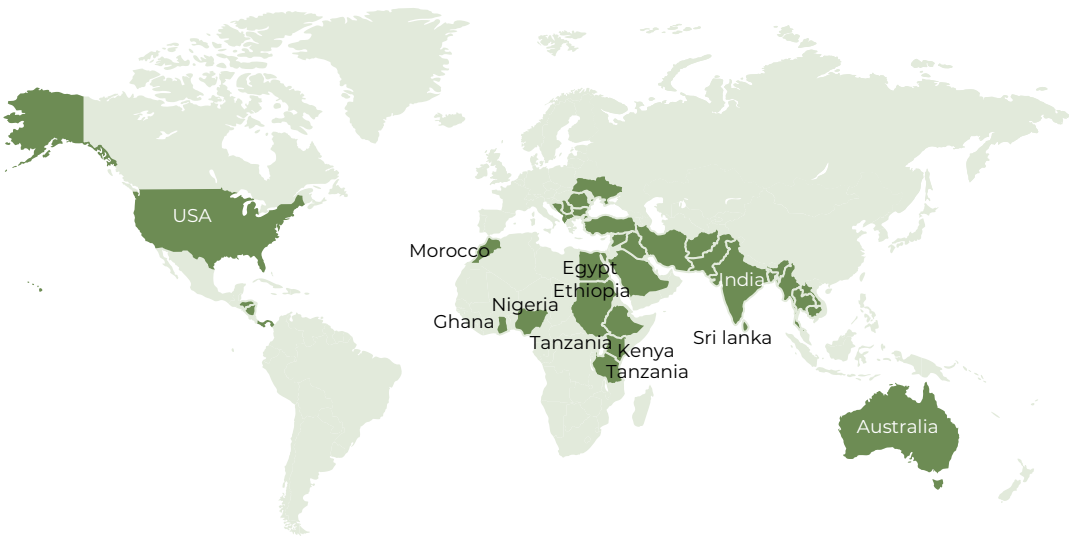 USA
Morocco
Egypt
India
Ethiopia
Nigeria
Ghana
Sri lanka
Tanzania
Kenya
Tanzania
Australia